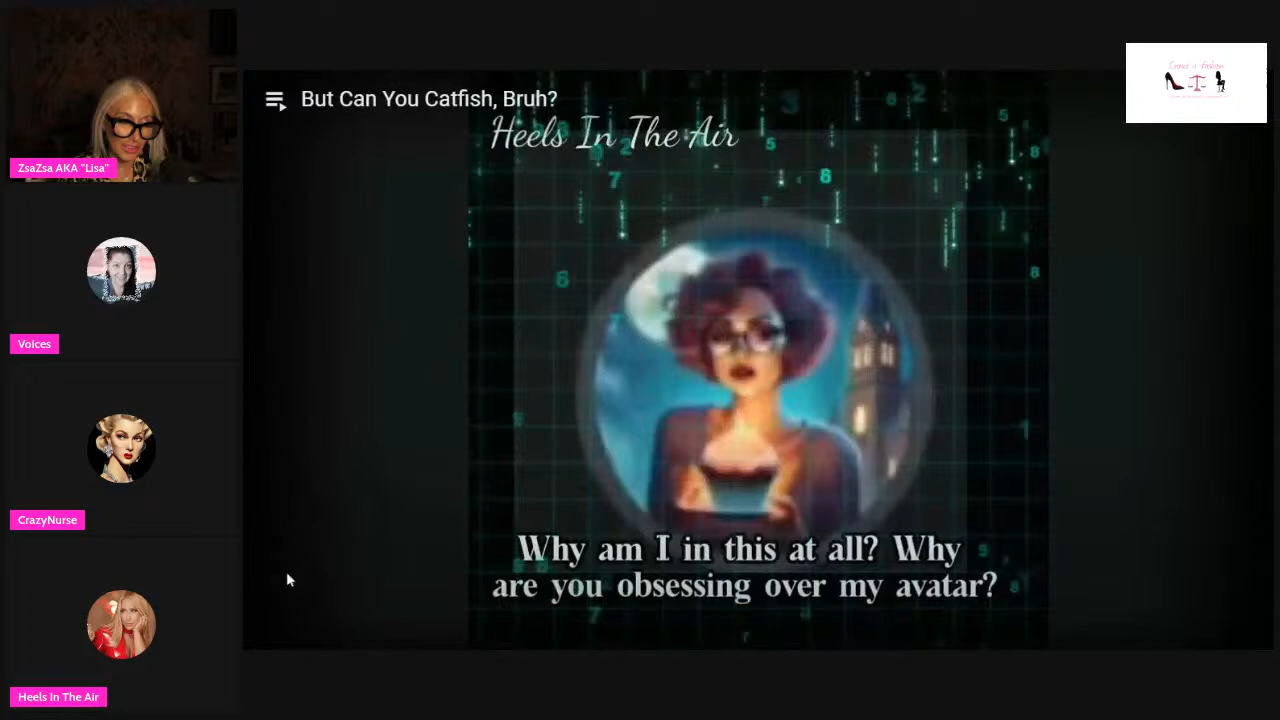 But Can You Catfish, Bruh?
Heels In The Air
Why am I in this at all? Why
are you obsessing over my avatar?
ZsaZsa AKA "Lisa"
Voices
CrazyNurse
Heels In The Air